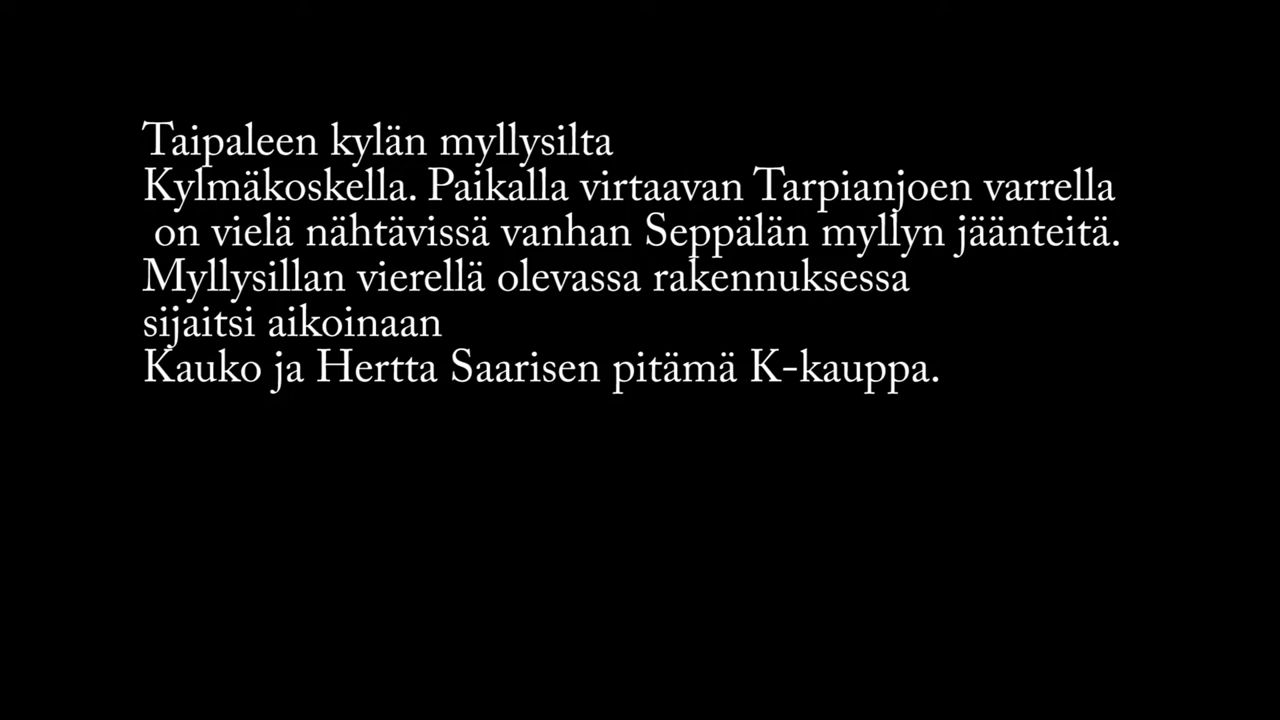 Taipaleen kylän myllysilta
Kylmäkoskella. Paikalla virtaavan Tarpianjoen varrella
on vielä nähtävissä vanhan Seppälän myllyn jäänteitä.
Myllysillan vierellä olevassa rakennuksessa
sijaitsi aikoinaan
Kauko ja Hertta Saarisen pitämä K-kauppa.